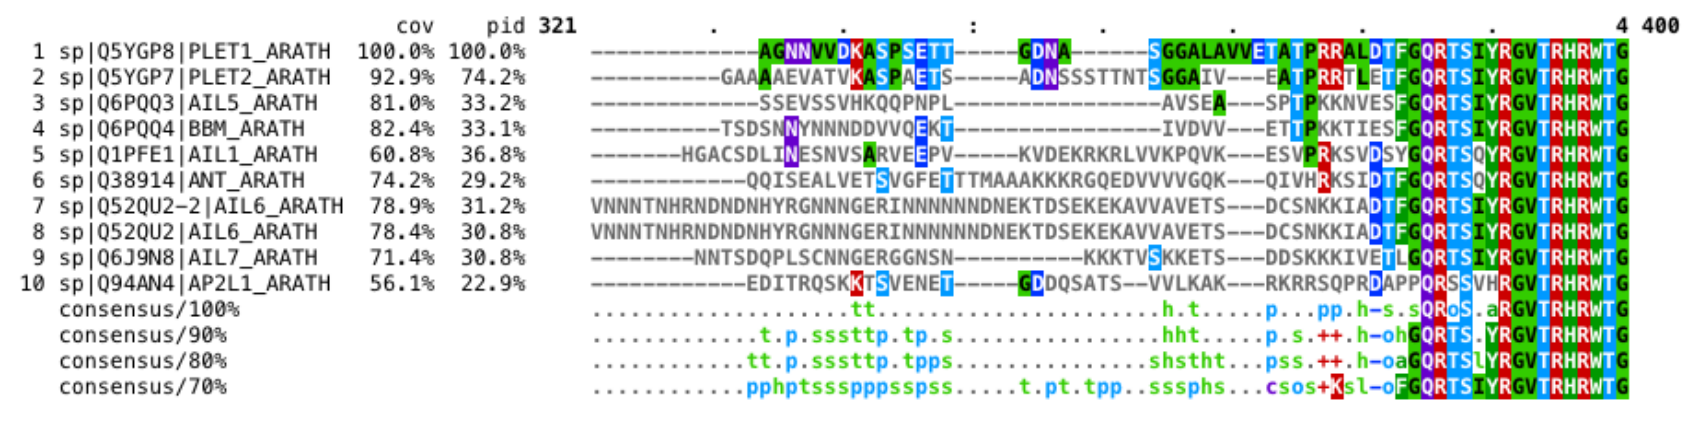 cov pid 321 . . : . . . . 4 400
1 sp|Q5YGP8|PLET1_ARATH 100.0% 100.0% -------------AGNNVVDKASPSETT-----GDNA------SGGALAVVETATPRRALDTFGQRTSIYRGVTRHRWTG
2 sp|Q5YGP7|PLET2_ARATH 92.9% 74.2% ----------GAAAAEVATVKASPAETS-----ADNSSSTTNTSGGAIV---EATPRRTLETFGQRTSIYRGVTRHRWTG
3 sp|Q6PQQ3|AIL5_ARATH 81.0% 33.2% -------------SSEVSSVHKQQPNPL----------------AVSEA---SPTPKKNVESFGQRTSIYRGVTRHRWTG
4 sp|Q6PQQ4|BBM_ARATH 82.4% 33.1% ----------TSDSNNYNNNDDVVQEKT----------------IVDVV---ETTPKKTIESFGQRTSIYRGVTRHRWTG
5 sp|Q1PFE1|AIL1_ARATH 60.8% 36.8% -------HGACSDLINESNVSARVEEPV-----KVDEKRKRLVVKPQVK---ESVPRKSVDSYGQRTSQYRGVTRHRWTG
6 sp|Q38914|ANT_ARATH 74.2% 29.2% ------------QQISEALVETSVGFETTTMAAAKKKRGQEDVVVVGQK---QIVHRKSIDTFGQRTSQYRGVTRHRWTG
7 sp|Q52QU2-2|AIL6_ARATH 78.9% 31.2% VNNNTNHRNDNDNHYRGNNNGERINNNNNNDNEKTDSEKEKAVVAVETS---DCSNKKIADTFGQRTSIYRGVTRHRWTG
8 sp|Q52QU2|AIL6_ARATH 78.4% 30.8% VNNNTNHRNDNDNHYRGNNNGERINNNNNNDNEKTDSEKEKAVVAVETS---DCSNKKIADTFGQRTSIYRGVTRHRWTG
9 sp|Q6J9N8|AIL7_ARATH 71.4% 30.8% --------NNTSDQPLSCNNGERGGNSN----------KKKTVSKKETS---DDSKKKIVETLGQRTSIYRGVTRHRWTG
10 sp|Q94AN4|AP2L1_ARATH 56.1% 22.9% ------------EDITRQSKKTSVENET-----GDDQSATS--VVLKAK---RKRRSQPRDAPPQRSSVHRGVTRHRWTG
consensus/100% ....................tt......................h.t.....p...pp.h-s.sQRoS.aRGVTRHRWTG
consensus/90% .............t.p.sssttp.tp.s................hht.....p.s.++.h-ohGQRTS.YRGVTRHRWTG
consensus/80% ............tt.p.sssttp.tpps...............shstht...pss.++.h-oaGQRTSlYRGVTRHRWTG
consensus/70% ............pphptssspppsspss.....t.pt.tpp..sssphs...csos+Ksl-oFGQRTSIYRGVTRHRWTG